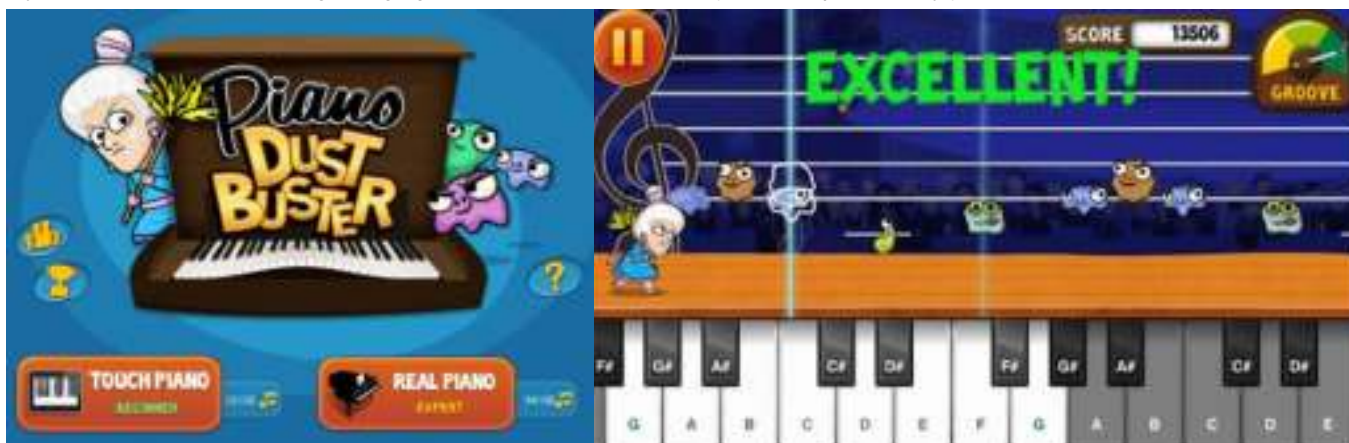 Piano
DUST
BUSTER
TOUCH PIANO
BEGINNER
REAL PIANO
EXPERT
SCORE 13506
EXCELLENT!
GROOVE
F# G# A# C# D# F# G# A# C# D#
G A B C D E F G A B C D E